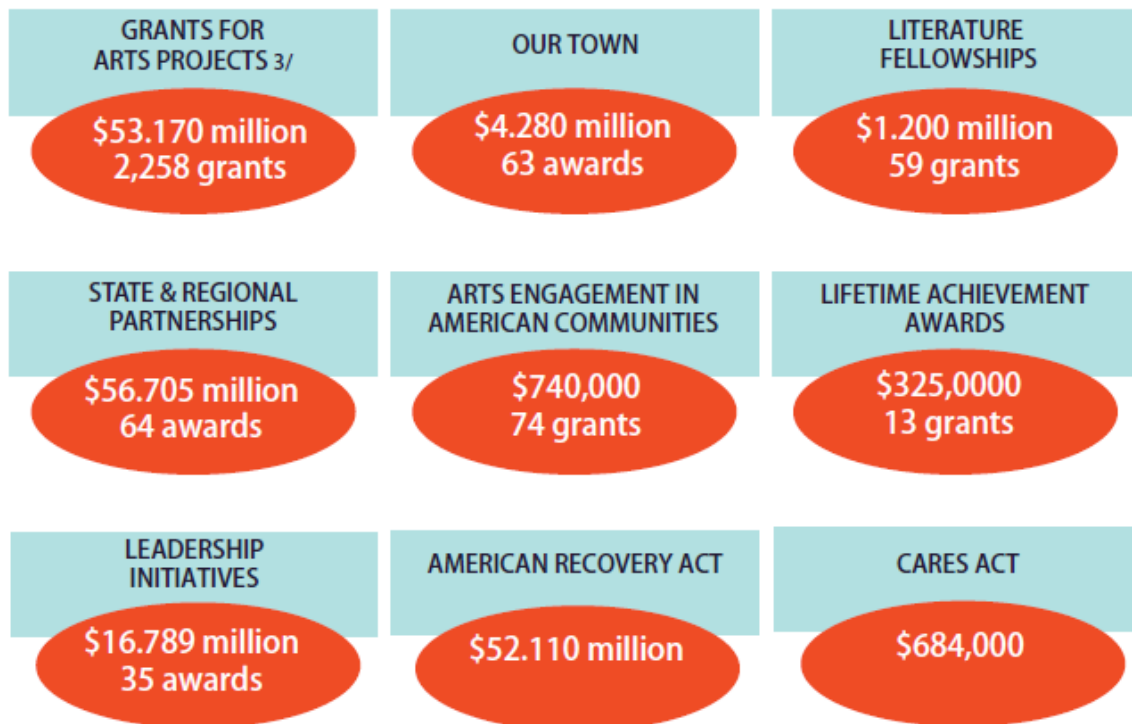 GRANTS FOR
ARTS PROJECTS 3/
$53.170 million
2,258 grants
OUR TOWN
$4.280 million
63 awards
LITERATURE
FELLOWSHIPS
$1.200 million
59 grants
STATE & REGIONAL
PARTNERSHIPS
$56.705 million
64 awards
ARTS ENGAGEMENT IN
AMERICAN COMMUNITIES
$740,000
74 grants
LIFETIME ACHIEVEMENT
AWARDS
$325,0000
13 grants
LEADERSHIP
INITIATIVES
$16.789 million
35 awards
AMERICAN RECOVERY ACT
$52.110 million
CARES ACT
$684,000